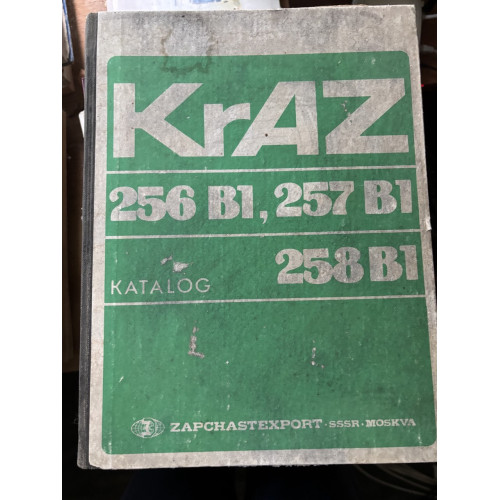 KrAZ
256 B1, 257 B1
258 B1
KATALOG
ZAPCHASTEXPORT · SSSR · MOSKVA